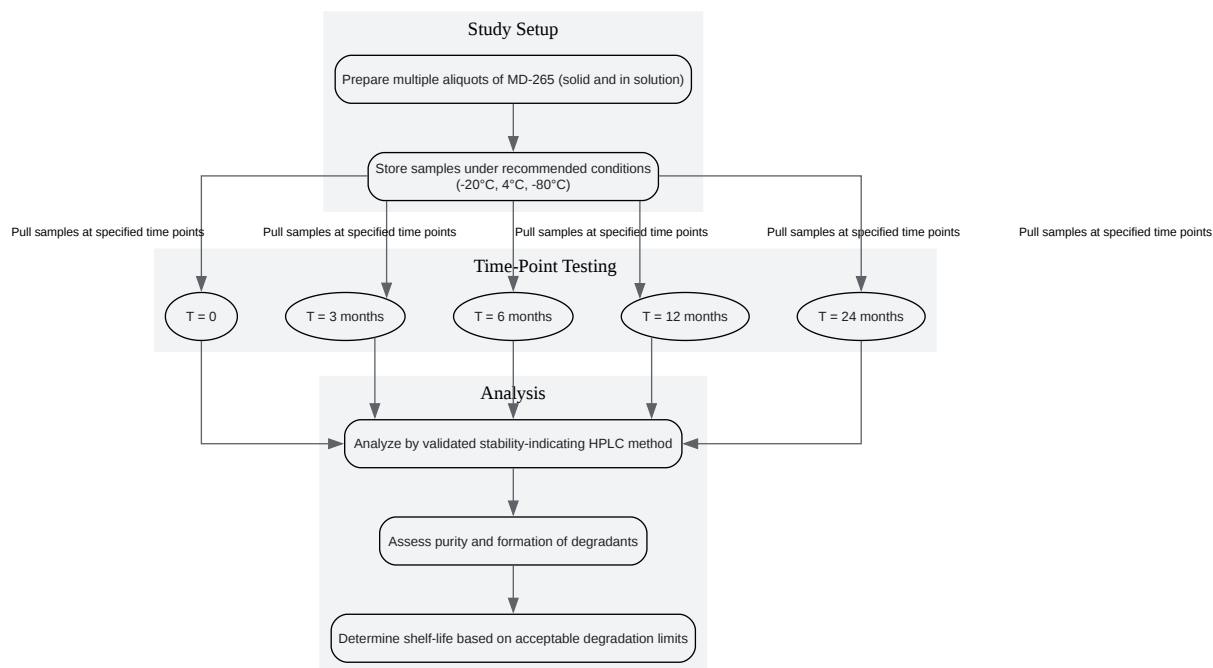 Study Setup
Prepare multiple aliquots of MD-265 (solid and in solution)
Store samples under recommended conditions
(-20°C, 4°C, -80°C)
Pull samples at specified time points
Pull samples at specified time points
Pull samples at specified time points
Pull samples at specified time points
Pull samples at specified time points
Time-Point Testing
T = 0
T = 3 months
T = 6 months
T = 12 months
T = 24 months
Analysis
Analyze by validated stability-indicating HPLC method
Assess purity and formation of degradants
Determine shelf-life based on acceptable degradation limits